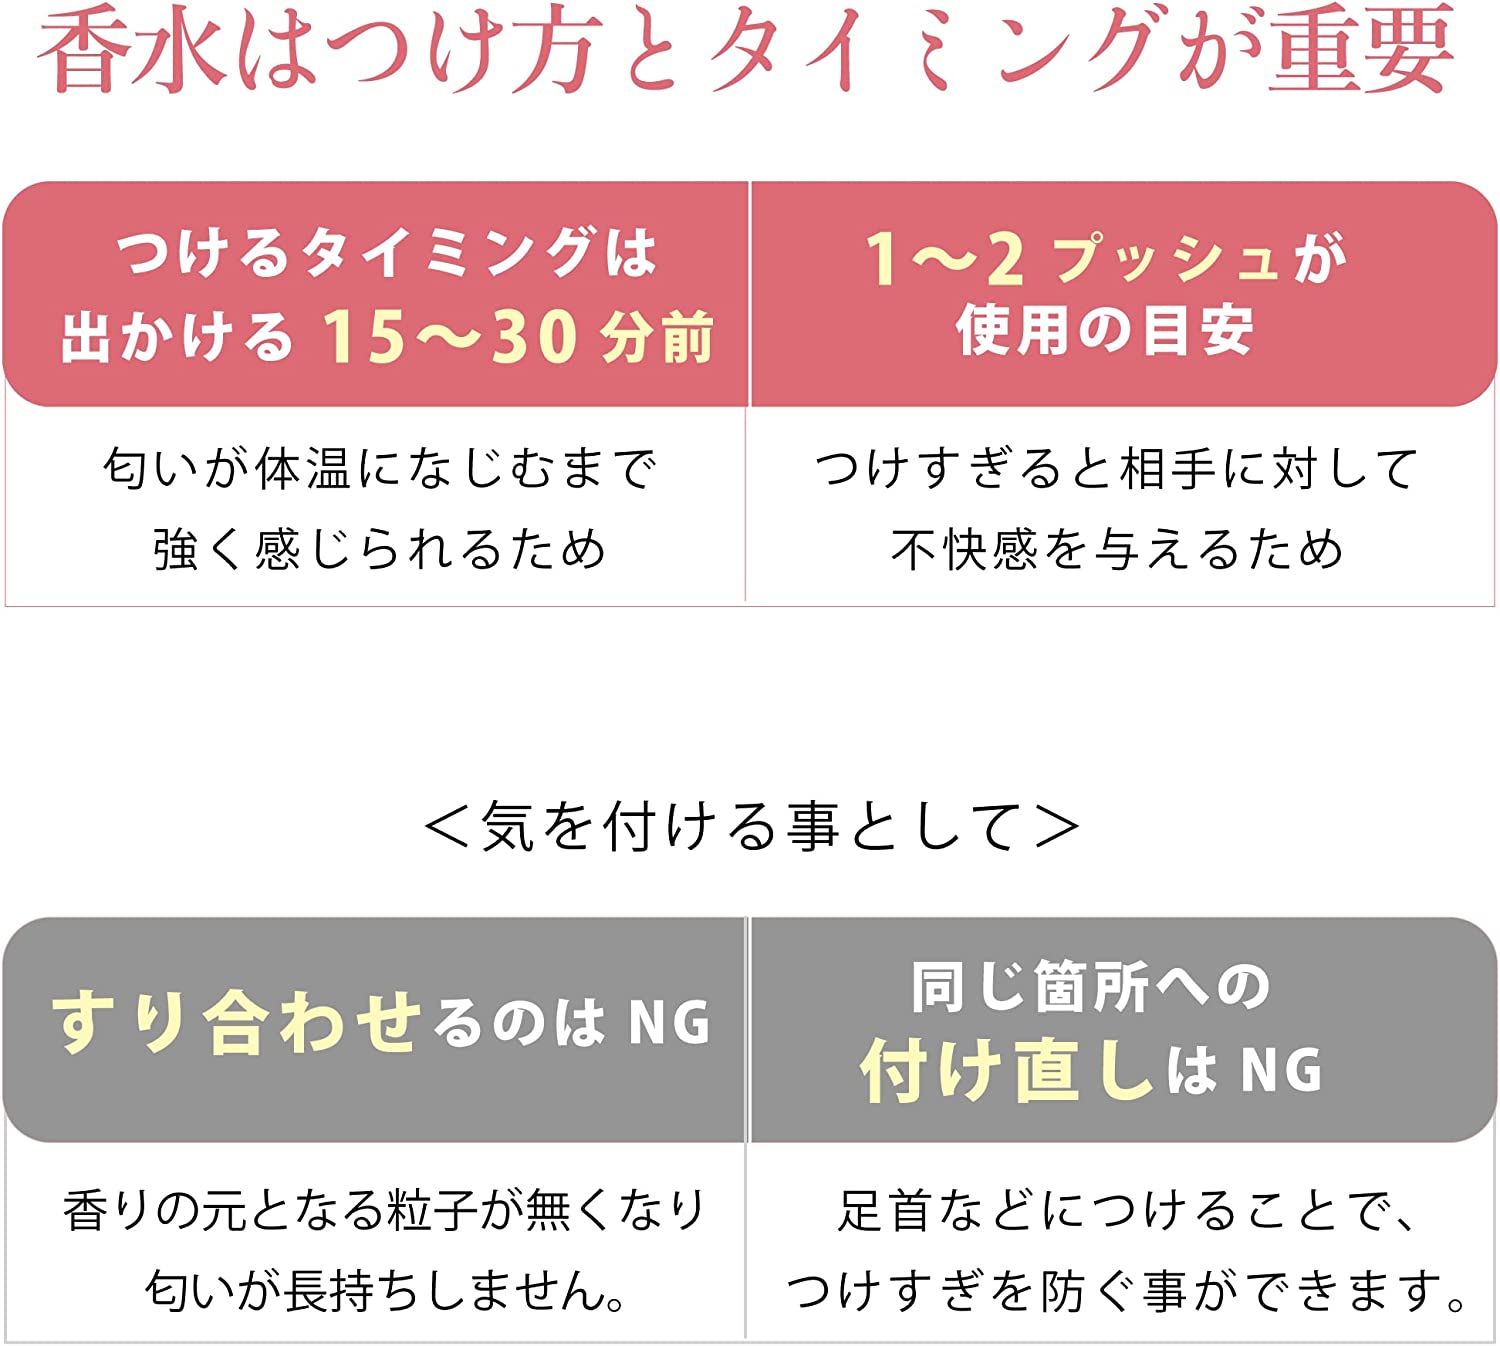 香水はつけ方とタイミングが重要
つけるタイミングは
出かける 15〜30 分前
1〜2 プッシュが
使用の目安
匂いが体温になじむまで
強く感じられるため
つけすぎると相手に対して
不快感を与えるため
＜気を付ける事として＞
すり合わせるのは NG
同じ箇所への
付け直しは NG
香りの元となる粒子が無くなり
匂いが長持ちしません。
足首などにつけることで、
つけすぎを防ぐ事ができます。